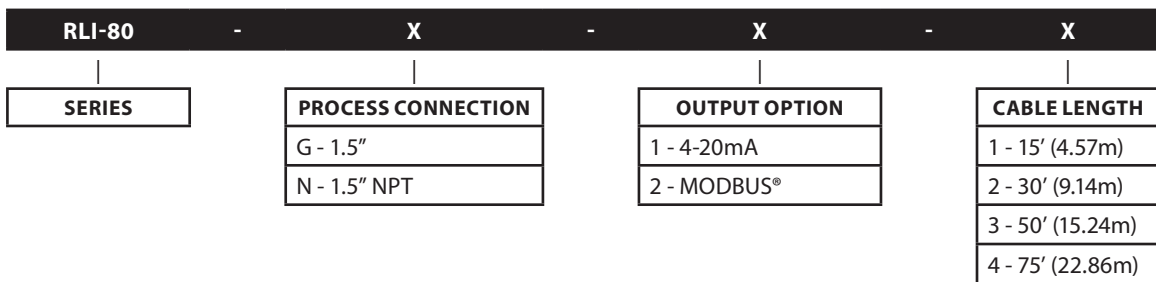 RLI-80 - X - X - X
SERIES PROCESS CONNECTION OUTPUT OPTION CABLE LENGTH
G - 1.5” 1 - 4-20mA 1 - 15’ (4.57m)
N - 1.5” NPT 2 - MODBUS® 2 - 30’ (9.14m)
3 - 50’ (15.24m)
4 - 75’ (22.86m)